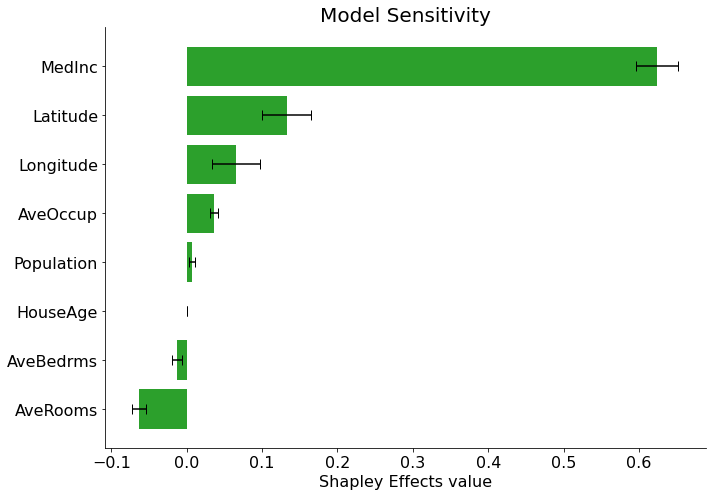 Model Sensitivity
MedInc
Latitude
Longitude
AveOccup
Population
HouseAge
AveBedrms
AveRooms
−0.1 0.0 0.1 0.2 0.3 0.4 0.5 0.6
Shapley Effects value